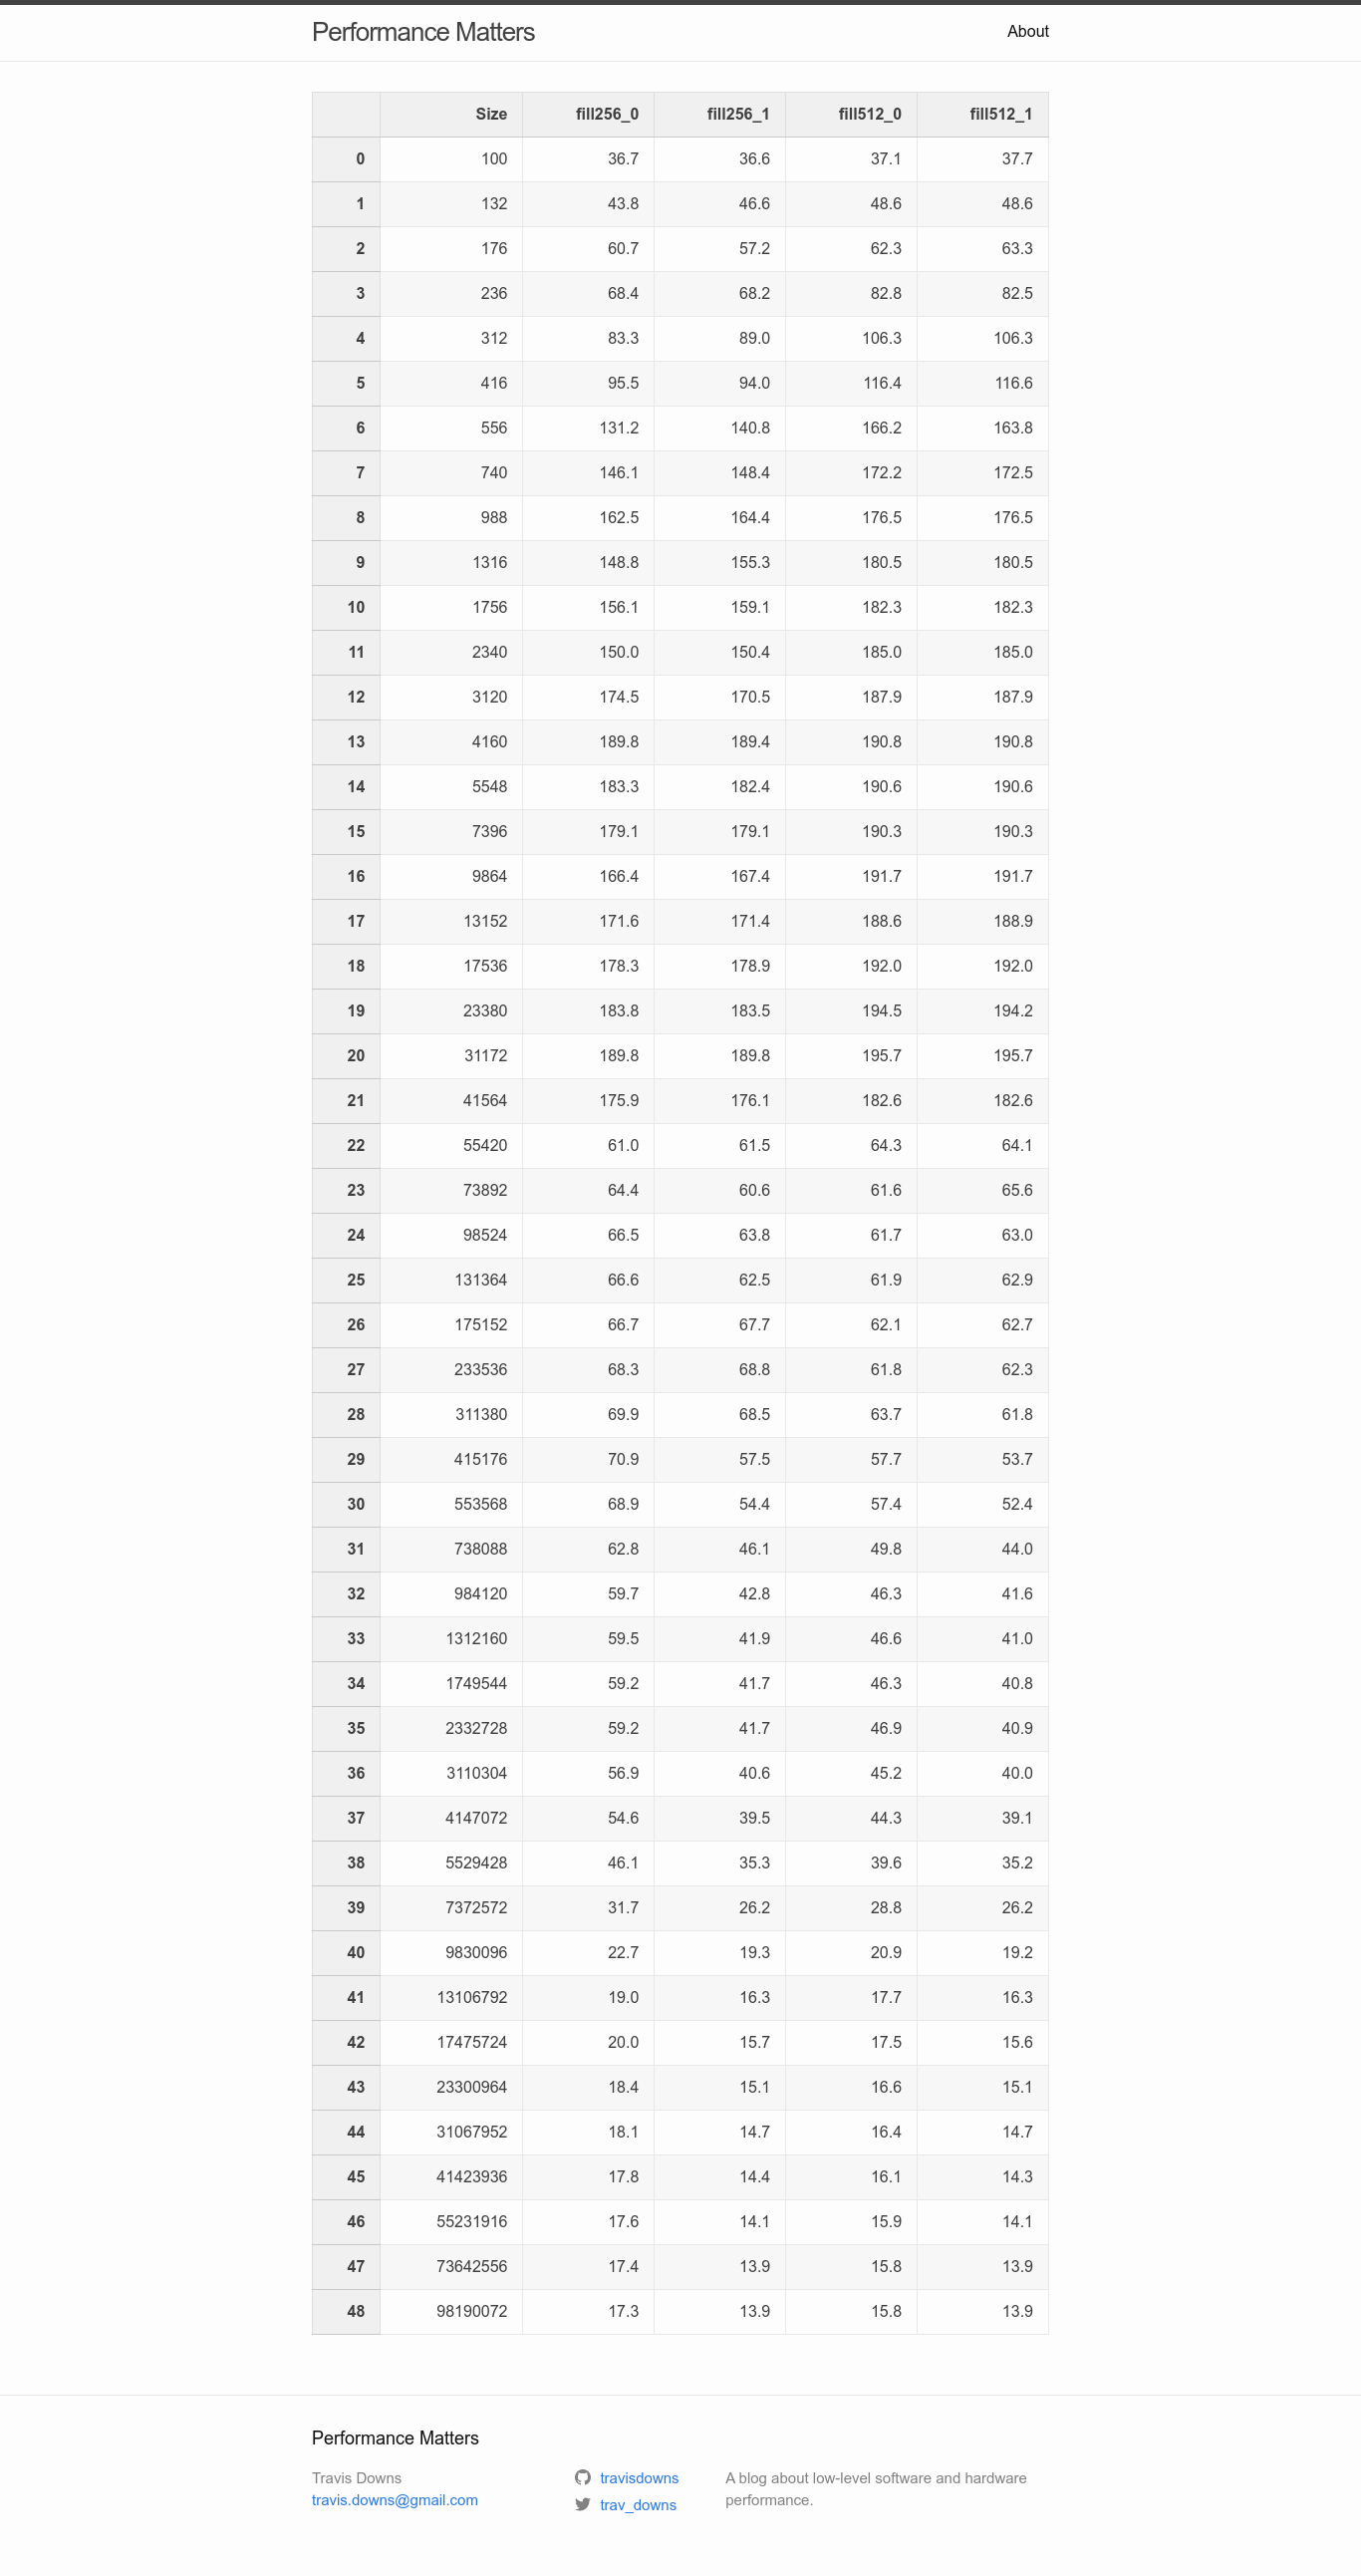 Performance Matters About
Size fill256_0 fill256_1 fill512_0 fill512_1
0 100 36.7 36.6 37.1 37.7
1 132 43.8 46.6 48.6 48.6
2 176 60.7 57.2 62.3 63.3
3 236 68.4 68.2 82.8 82.5
4 312 83.3 89.0 106.3 106.3
5 416 95.5 94.0 116.4 116.6
6 556 131.2 140.8 166.2 163.8
7 740 146.1 148.4 172.2 172.5
8 988 162.5 164.4 176.5 176.5
9 1316 148.8 155.3 180.5 180.5
10 1756 156.1 159.1 182.3 182.3
11 2340 150.0 150.4 185.0 185.0
12 3120 174.5 170.5 187.9 187.9
13 4160 189.8 189.4 190.8 190.8
14 5548 183.3 182.4 190.6 190.6
15 7396 179.1 179.1 190.3 190.3
16 9864 166.4 167.4 191.7 191.7
17 13152 171.6 171.4 188.6 188.9
18 17536 178.3 178.9 192.0 192.0
19 23380 183.8 183.5 194.5 194.2
20 31172 189.8 189.8 195.7 195.7
21 41564 175.9 176.1 182.6 182.6
22 55420 61.0 61.5 64.3 64.1
23 73892 64.4 60.6 61.6 65.6
24 98524 66.5 63.8 61.7 63.0
25 131364 66.6 62.5 61.9 62.9
26 175152 66.7 67.7 62.1 62.7
27 233536 68.3 68.8 61.8 62.3
28 311380 69.9 68.5 63.7 61.8
29 415176 70.9 57.5 57.7 53.7
30 553568 68.9 54.4 57.4 52.4
31 738088 62.8 46.1 49.8 44.0
32 984120 59.7 42.8 46.3 41.6
33 1312160 59.5 41.9 46.6 41.0
34 1749544 59.2 41.7 46.3 40.8
35 2332728 59.2 41.7 46.9 40.9
36 3110304 56.9 40.6 45.2 40.0
37 4147072 54.6 39.5 44.3 39.1
38 5529428 46.1 35.3 39.6 35.2
39 7372572 31.7 26.2 28.8 26.2
40 9830096 22.7 19.3 20.9 19.2
41 13106792 19.0 16.3 17.7 16.3
42 17475724 20.0 15.7 17.5 15.6
43 23300964 18.4 15.1 16.6 15.1
44 31067952 18.1 14.7 16.4 14.7
45 41423936 17.8 14.4 16.1 14.3
46 55231916 17.6 14.1 15.9 14.1
47 73642556 17.4 13.9 15.8 13.9
48 98190072 17.3 13.9 15.8 13.9
Performance Matters
Travis Downs
travis.downs@gmail.com
travisdowns
trav_downs
A blog about low-level software and hardware
performance.